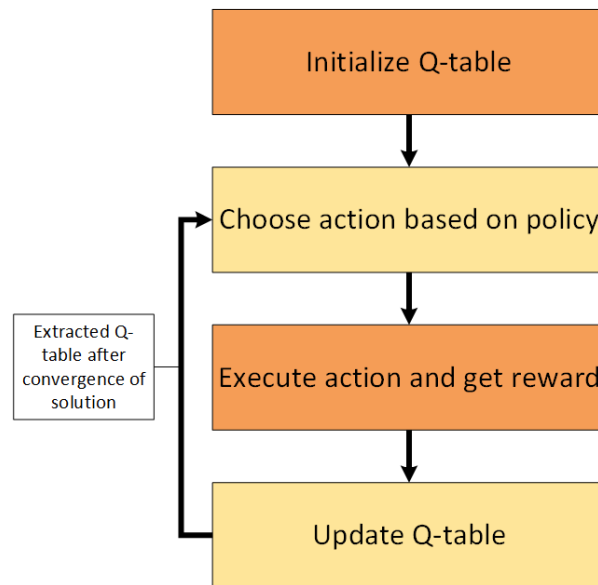 Initialize Q-table
Choose action based on policy
Extracted Q-
table after
convergence of
solution
Execute action and get reward
Update Q-table